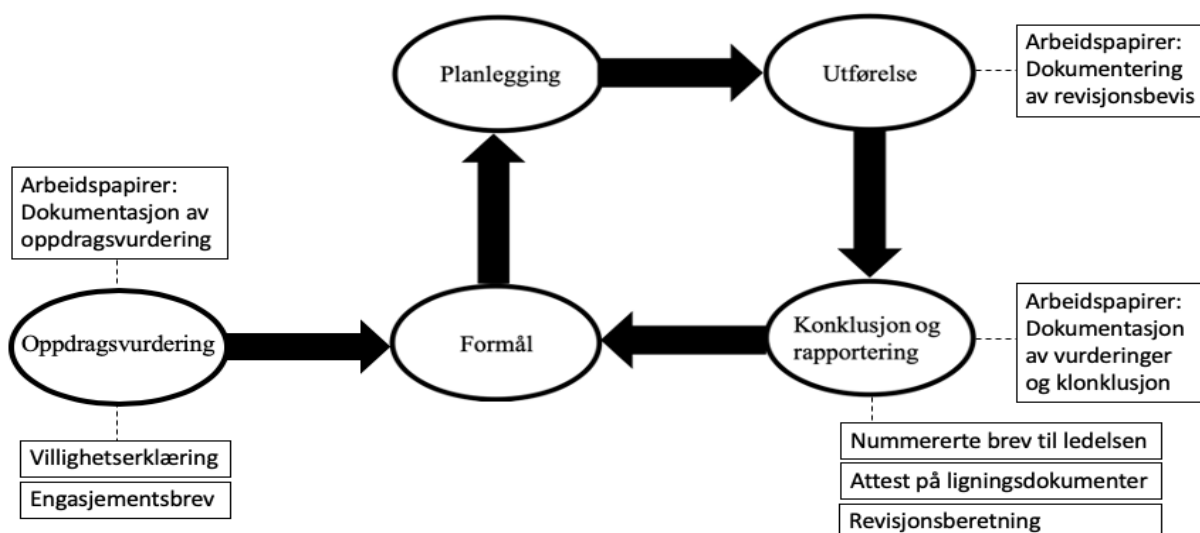 Planlegging
Utførelse
Arbeidspapirer:
Dokumentering
av revisjonsbevis
Arbeidspapirer:
Dokumentasjon av
oppdragsvurdering
Oppdragsvurdering
Formål
Konklusjon og
rapportering
Arbeidspapirer:
Dokumentasjon
av vurderinger
og klonklusjon
Villighetserklæring
Engasjementsbrev
Nummererte brev til ledelsen
Attest på ligningsdokumenter
Revisjonsberetning